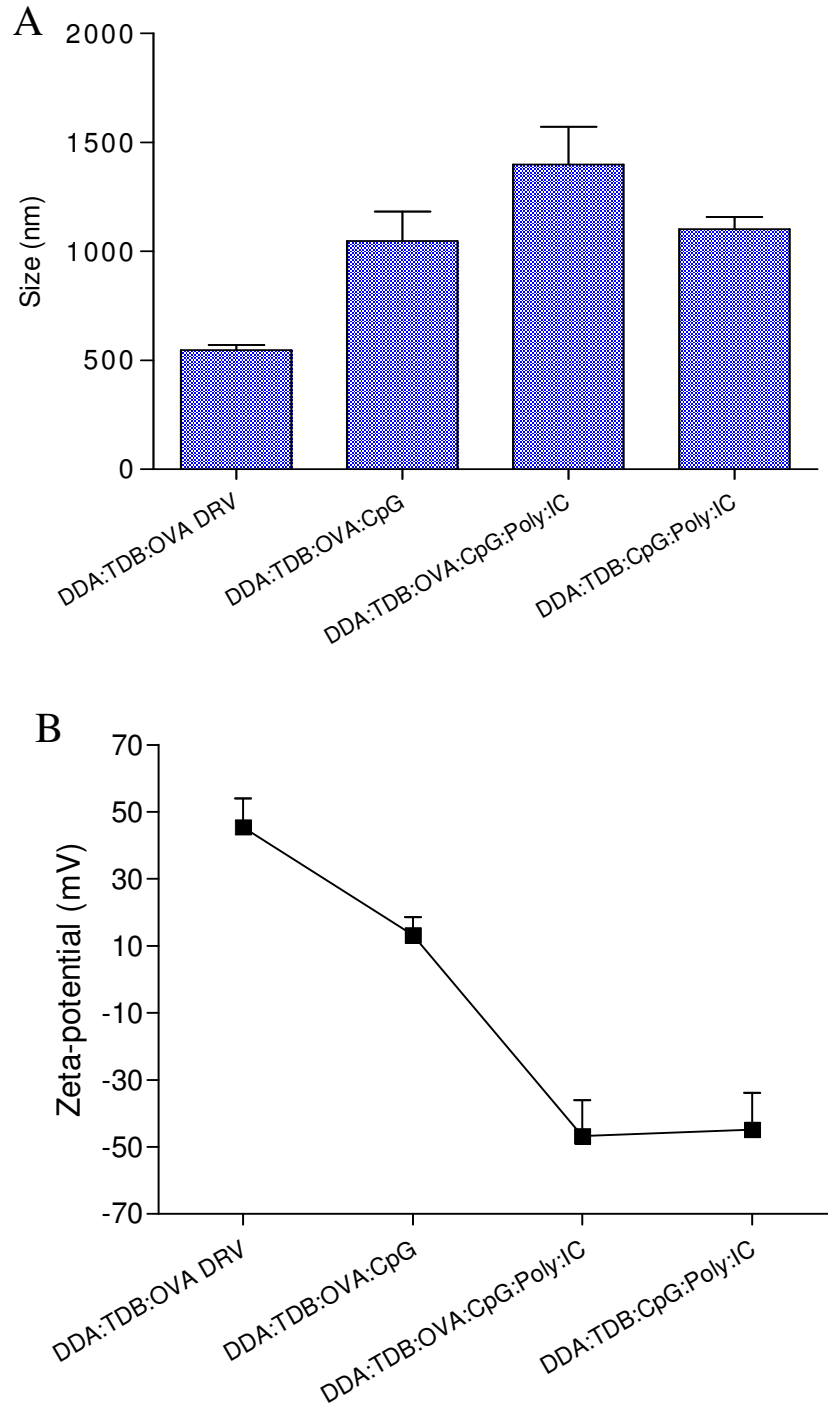 A
2000
1500
1000
500
0
Size (nm)
DDA:TDB:OVA DRV
DDA:TDB:OVA:CpG
DDA:TDB:OVA:CpG:Poly:IC
DDA:TDB:CpG:Poly:IC
B
70
50
30
10
-10
-30
-50
-70
Zeta-potential (mV)
DDA:TDB:OVA DRV
DDA:TDB:OVA:CpG
DDA:TDB:OVA:CpG:Poly:IC
DDA:TDB:CpG:Poly:IC